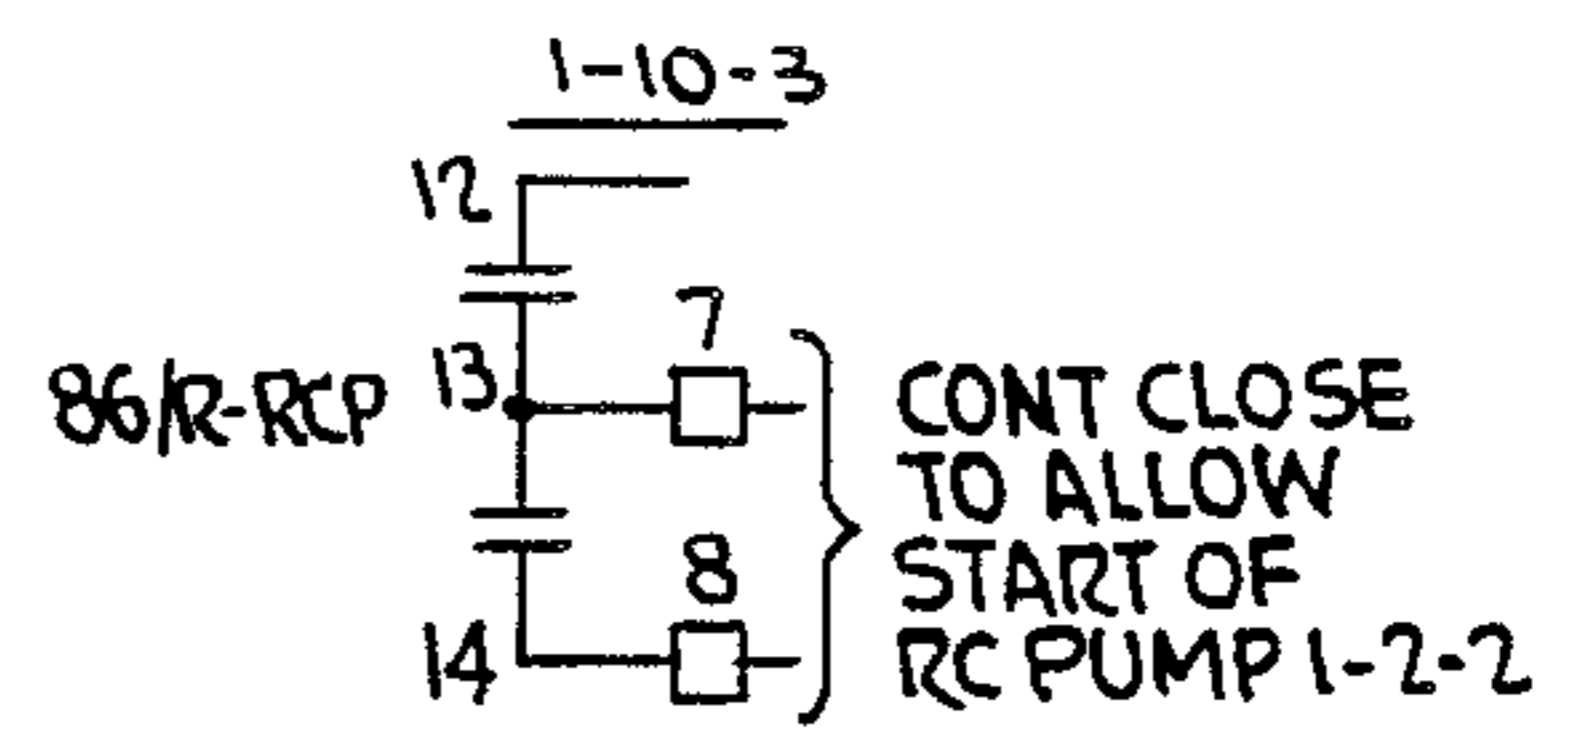 1-10-3
12
7
86/R-RCP 13
CONT CLOSE
TO ALLOW
START OF
RC PUMP 1-2-2
8
14